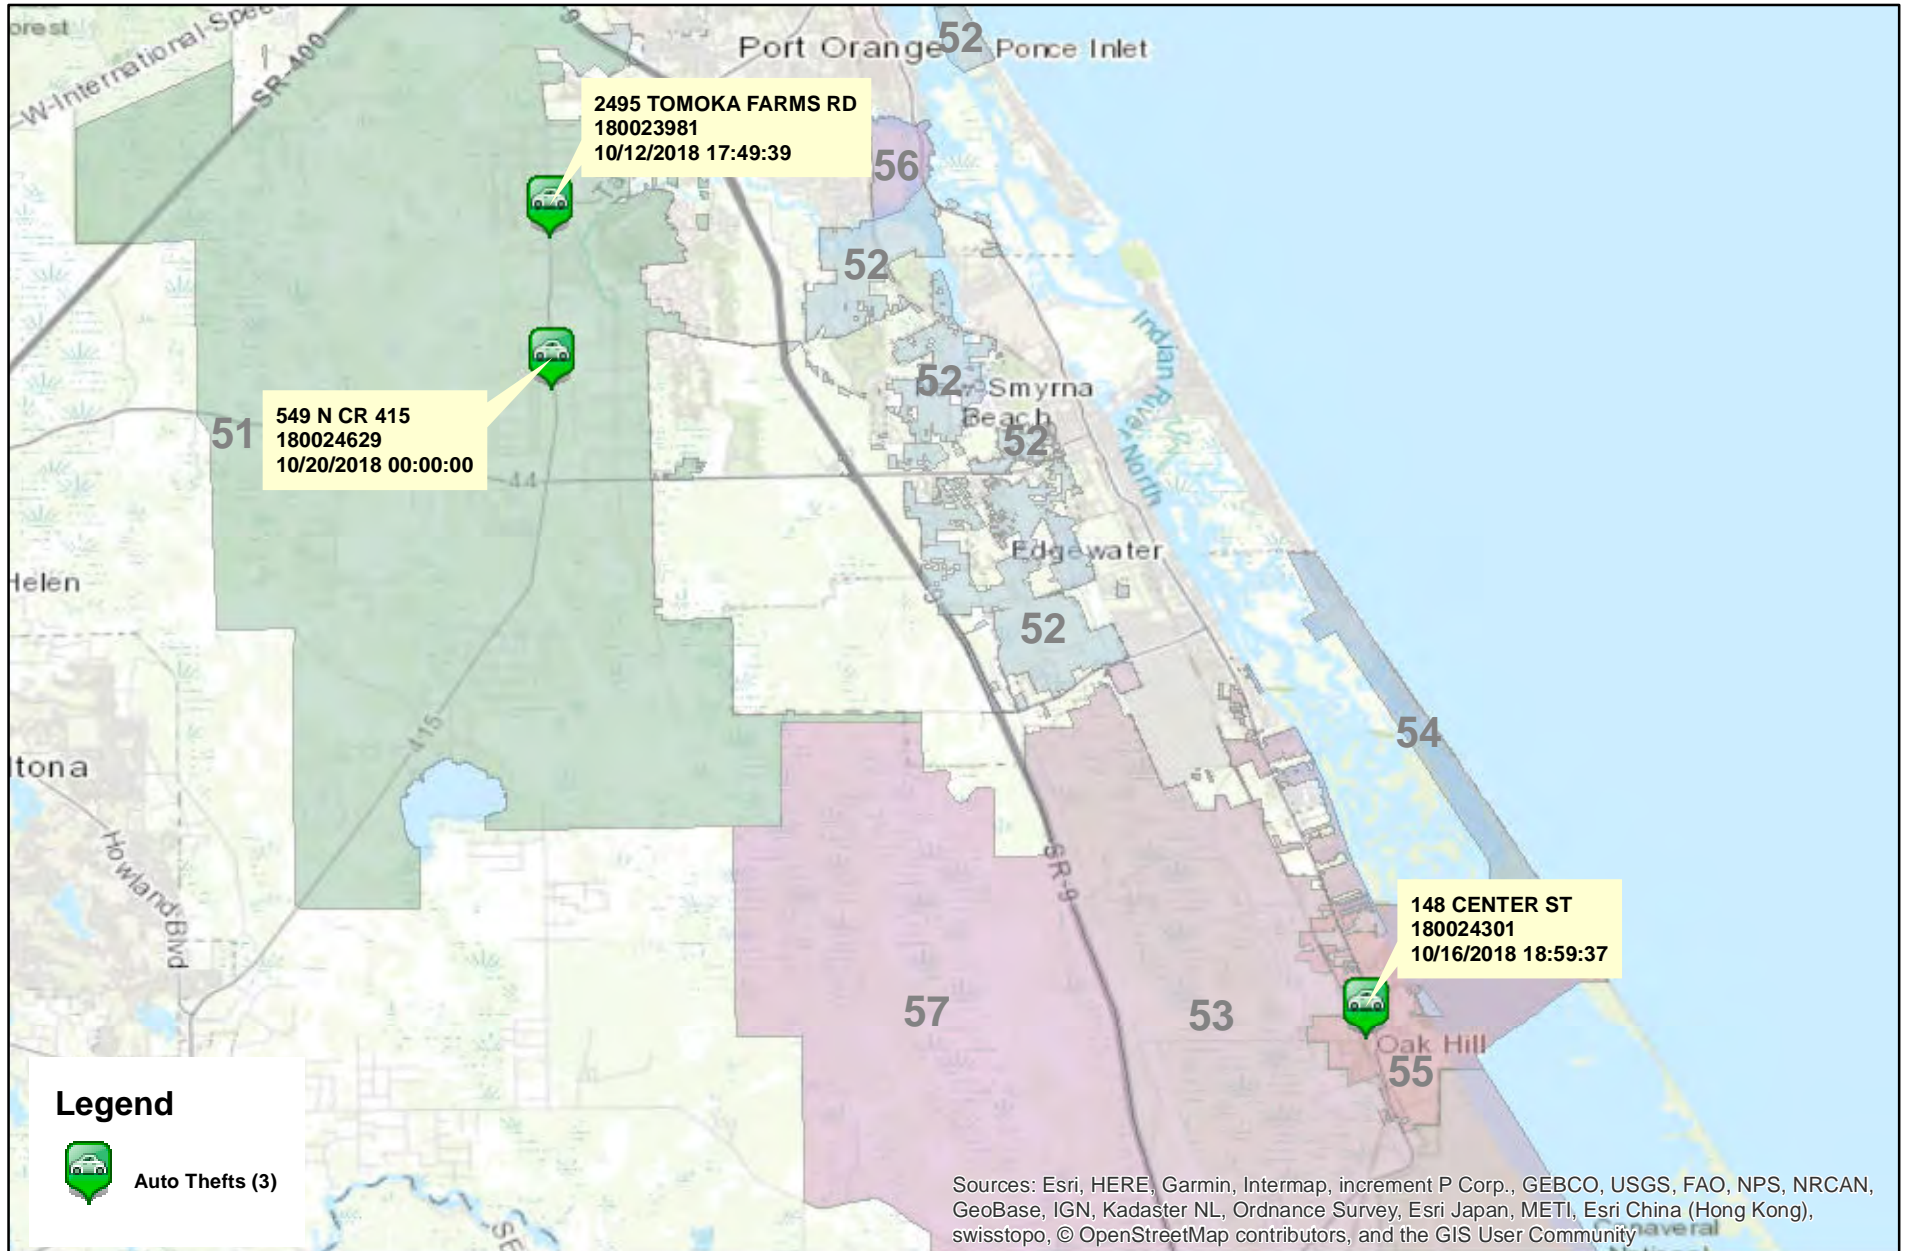 orest
W-International-Spee
SR-400
9
Port Orange
52
Ponce Inlet
2495 TOMOKA FARMS RD
180023981
10/12/2018 17:49:39
56
52
Indian River North
549 N CR 415
180024629
10/20/2018 00:00:00
51
52
Smyrna
Beach
52
44
Edgewater
Helen
52
415
54
ltona
Howland Blvd
SR-9
148 CENTER ST
180024301
10/16/2018 18:59:37
57
53
Oak Hill
55
Legend
Auto Thefts (3)
SE
Sources: Esri, HERE, Garmin, Intermap, increment P Corp., GEBCO, USGS, FAO, NPS, NRCAN,
GeoBase, IGN, Kadaster NL, Ordnance Survey, Esri Japan, METI, Esri China (Hong Kong),
swisstopo, © OpenStreetMap contributors, and the GIS User Community